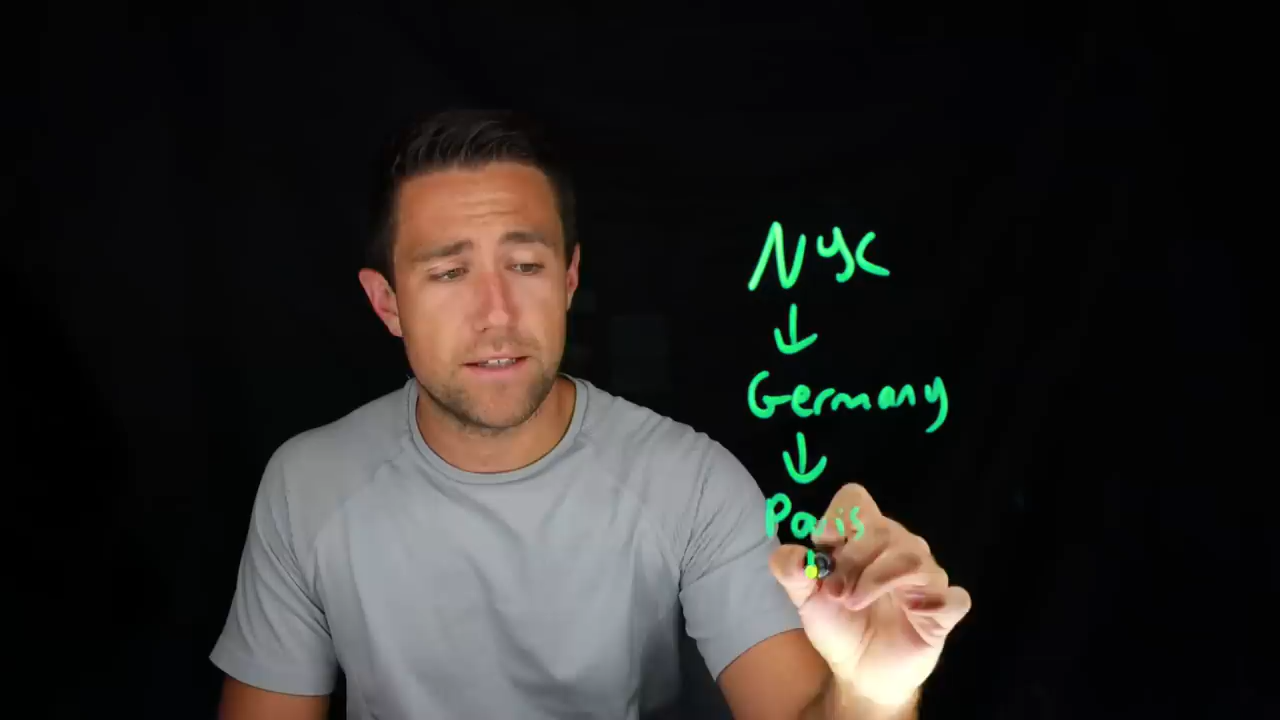 NYC
↓
Germany
↓
Paris